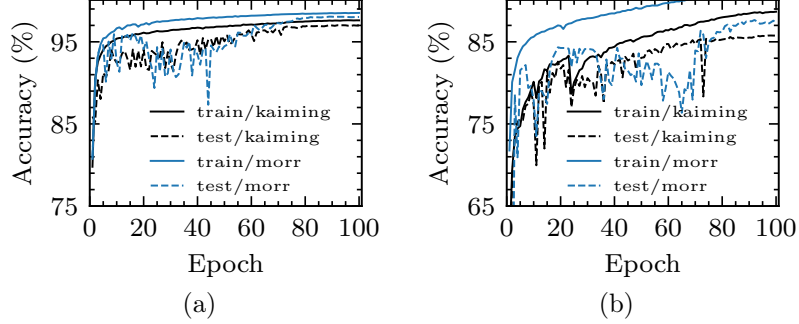 Accuracy (%)
95
85
75
train/kaiming
test/kaiming
train/morr
test/morr
0 20 40 60 80 100
Epoch
(a)
Accuracy (%)
85
75
65
train/kaiming
test/kaiming
train/morr
test/morr
0 20 40 60 80 100
Epoch
(b)